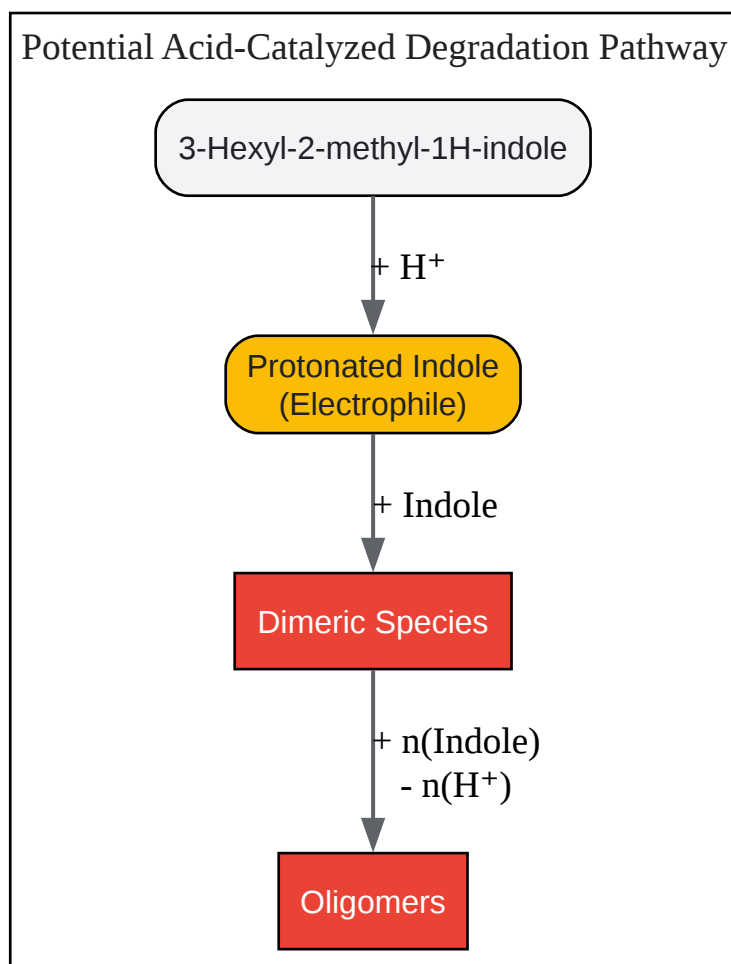 Potential Acid-Catalyzed Degradation Pathway
3-Hexyl-2-methyl-1H-indole
+ H⁺
Protonated Indole
(Electrophile)
+ Indole
Dimeric Species
+ n(Indole)
- n(H⁺)
Oligomers